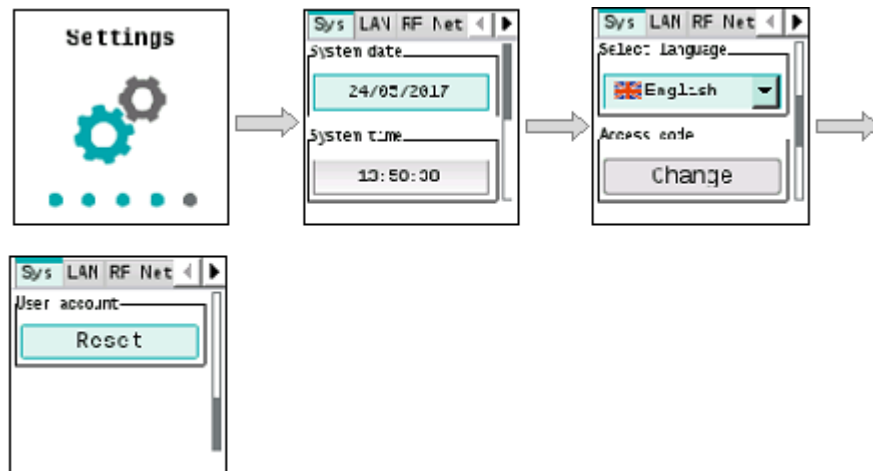 Settings
Sys LAN RF Net
System date
24/05/2017
System time
13:50:30
Sys LAN RF Net
Select language
English
Access code
Change
Sys LAN RF Net
User account
Reset